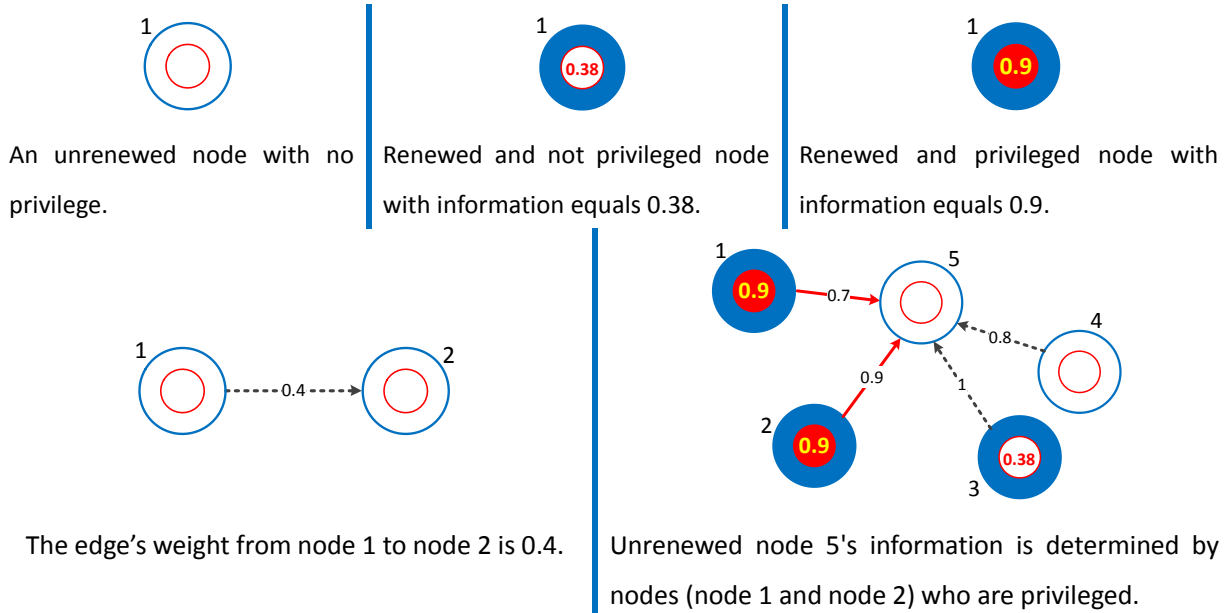 1
1
1
0.38
0.9
An unrenewed node with no
privilege.
Renewed and not privileged node
with information equals 0.38.
Renewed and privileged node with
information equals 0.9.
1
2
0.4
The edge's weight from node 1 to node 2 is 0.4.
1
5
0.9
0.7
4
0.8
0.9
1
2
0.9
0.38
3
Unrenewed node 5's information is determined by
nodes (node 1 and node 2) who are privileged.